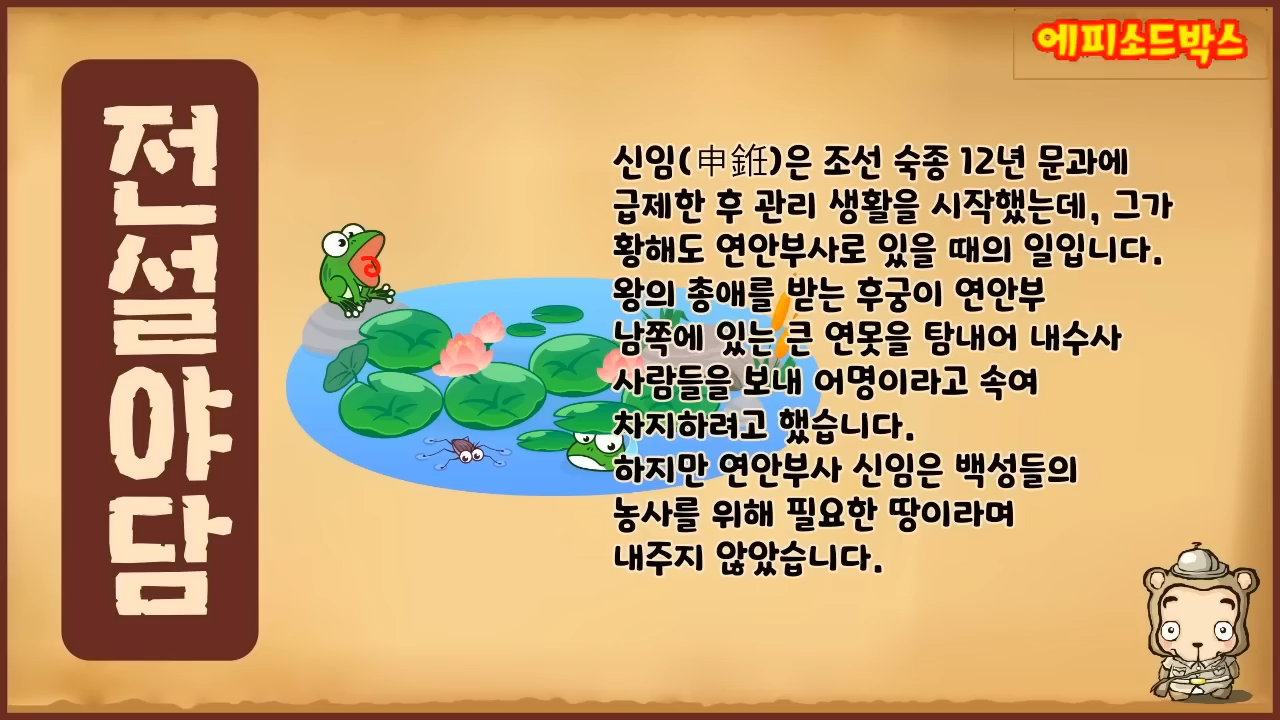 에피소드박스
전설야담
신임(申銋)은 조선 숙종 12년 문과에
급제한 후 관리 생활을 시작했는데, 그가
황해도 연안부사로 있을 때의 일입니다.
왕의 총애를 받는 후궁이 연안부
남쪽에 있는 큰 연못을 탐내어 내수사
사람들을 보내 어명이라고 속여
차지하려고 했습니다.
하지만 연안부사 신임은 백성들의
농사를 위해 필요한 땅이라며
내주지 않았습니다.